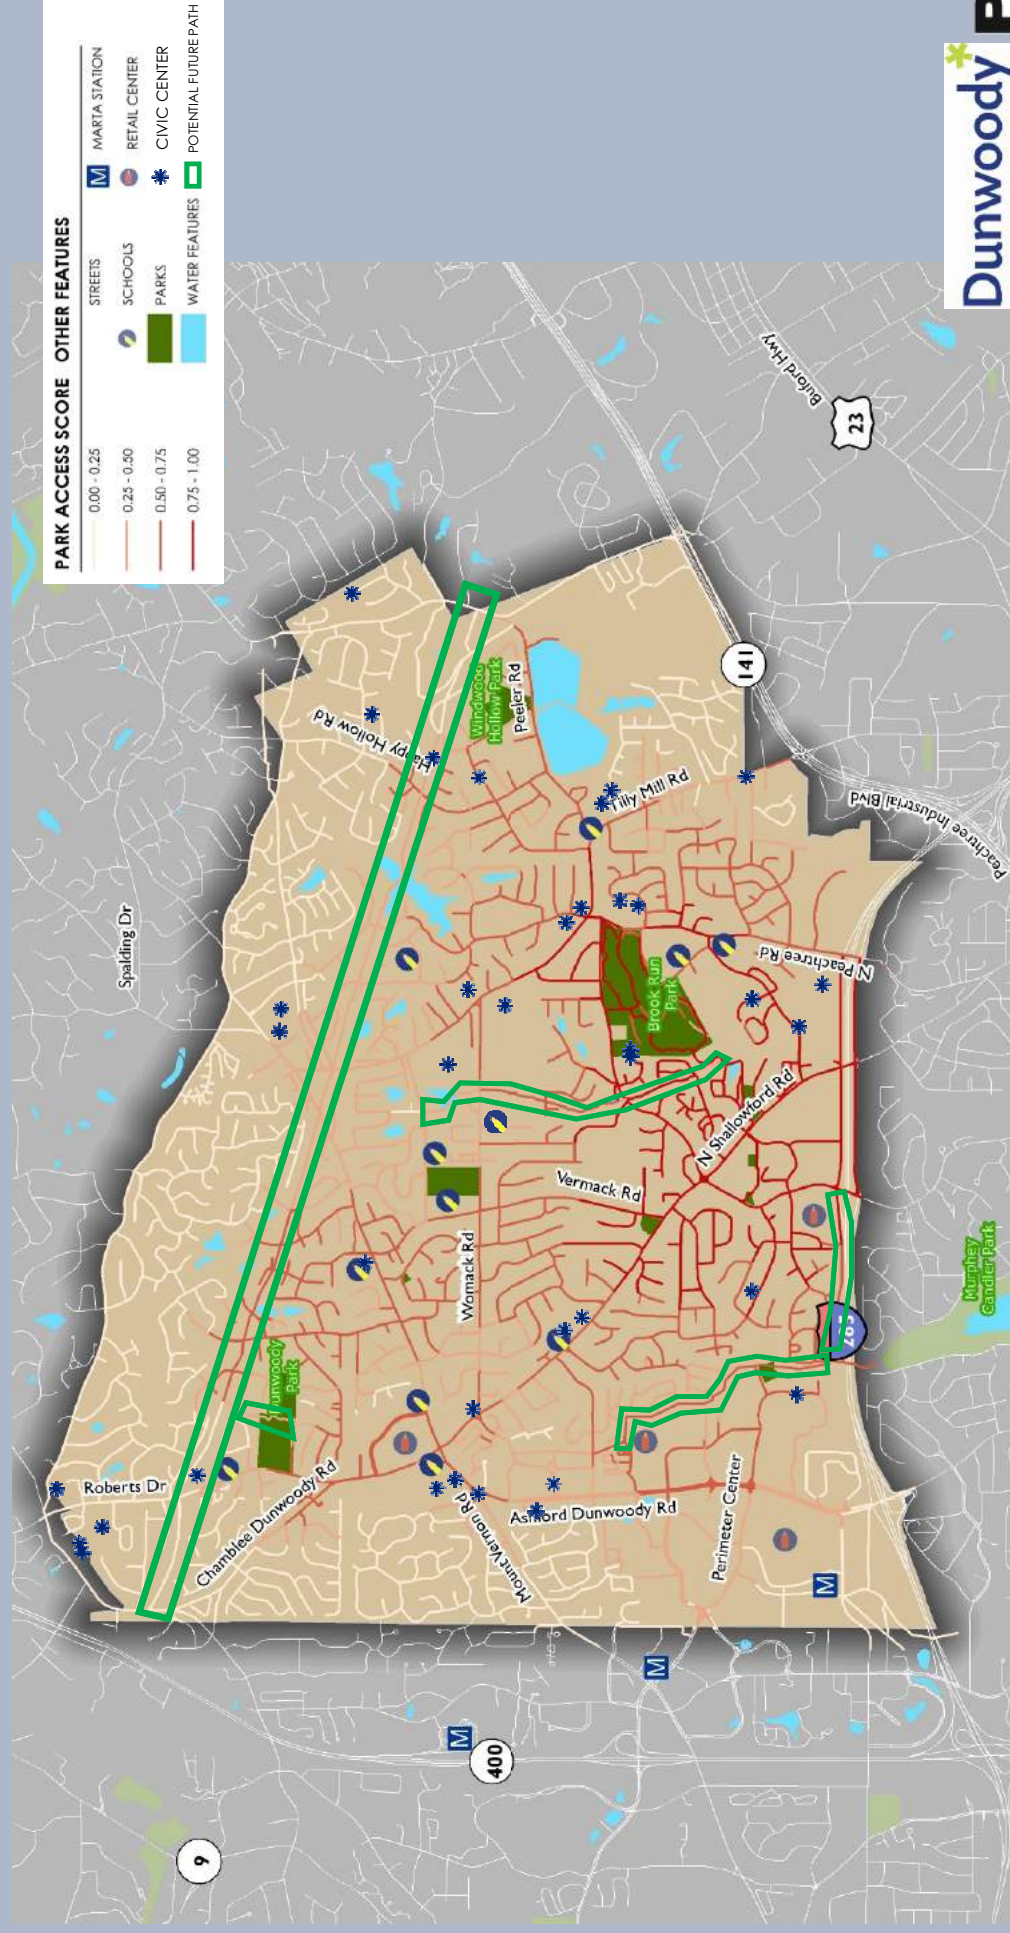 PARK ACCESS SCORE
0.00 - 0.25
0.25 - 0.50
0.50 - 0.75
0.75 - 1.00
OTHER FEATURES
STREETS
SCHOOLS
PARKS
WATER FEATURES
M MARTA STATION
RETAIL CENTER
CIVIC CENTER
POTENTIAL FUTURE PATH
Dunwoody
P
Spalding Dr
Roberts Dr
Chamblee Dunwoody Rd
Dunwoody
Park
Happy Hollow Rd
Windwood
Hollow Park
Peeler Rd
Tilly Mill Rd
Womack Rd
Mount Vernon Rd
Ashford Dunwoody Rd
Vermack Rd
Brook Run
Park
N Shallowford Rd
N Peachtree Rd
Perimeter Center
Peachtree Industrial Blvd
Buford Hwy
Murphey
Candler Park
9
400
141
23
285
M
M
M